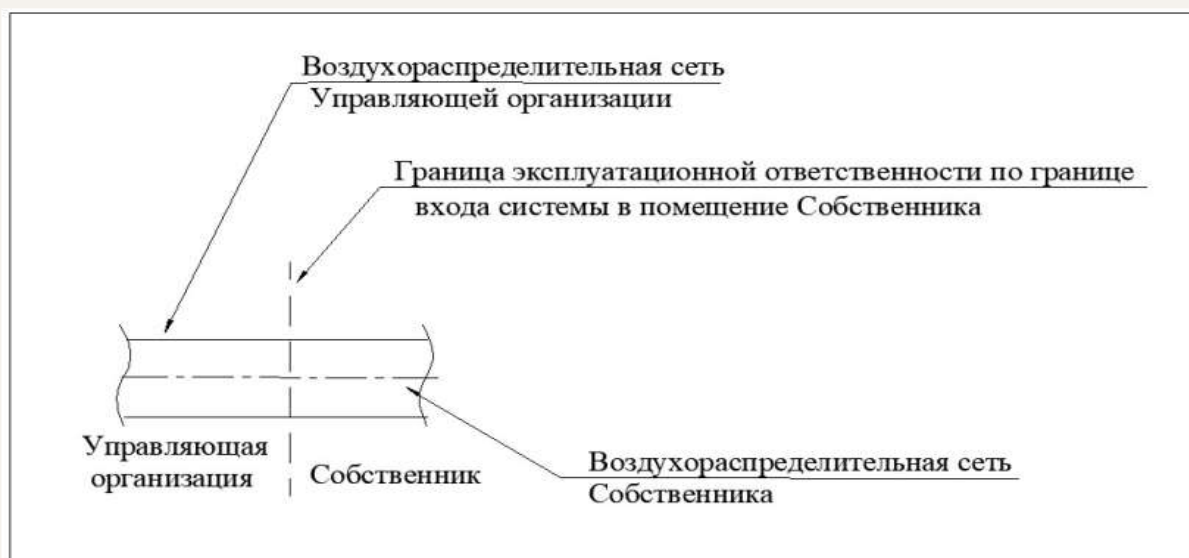 Воздухораспределительная сеть
Управляющей организации
Граница эксплуатационной ответственности по границе
входа системы в помещение Собственника
Управляющая
организация
Собственник
Воздухораспределительная сеть
Собственника